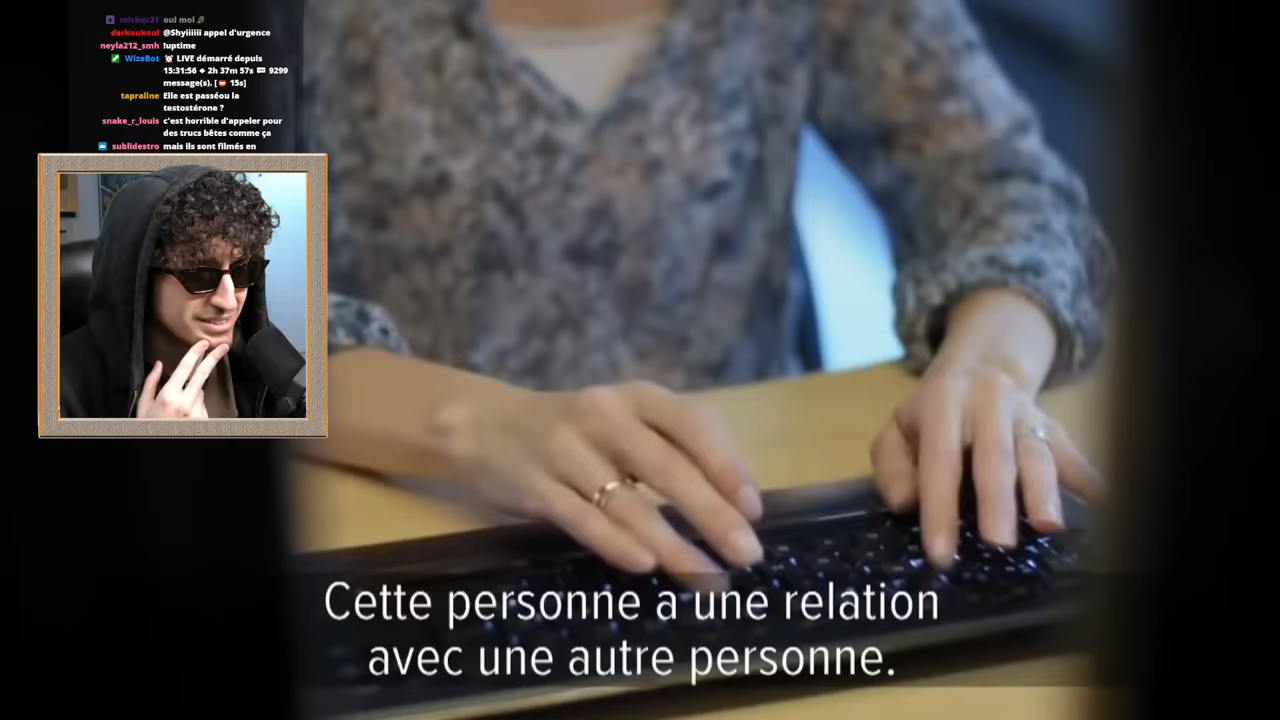 mickqc21 oui moi
darkoukoul @Shyiiiiii appel d'urgence
neyla212_smh !uptime
WizeBot LIVE démarré depuis
15:31:56 ♦ 2h 37m 57s 9299
message(s). [ 15s]
tapraline Elle est passéou la
testostérone ?
snake_r_louis c'est horrible d'appeler pour
des trucs bêtes comme ça
sublidestro mais ils sont filmés en
Cette personne a une relation
avec une autre personne.